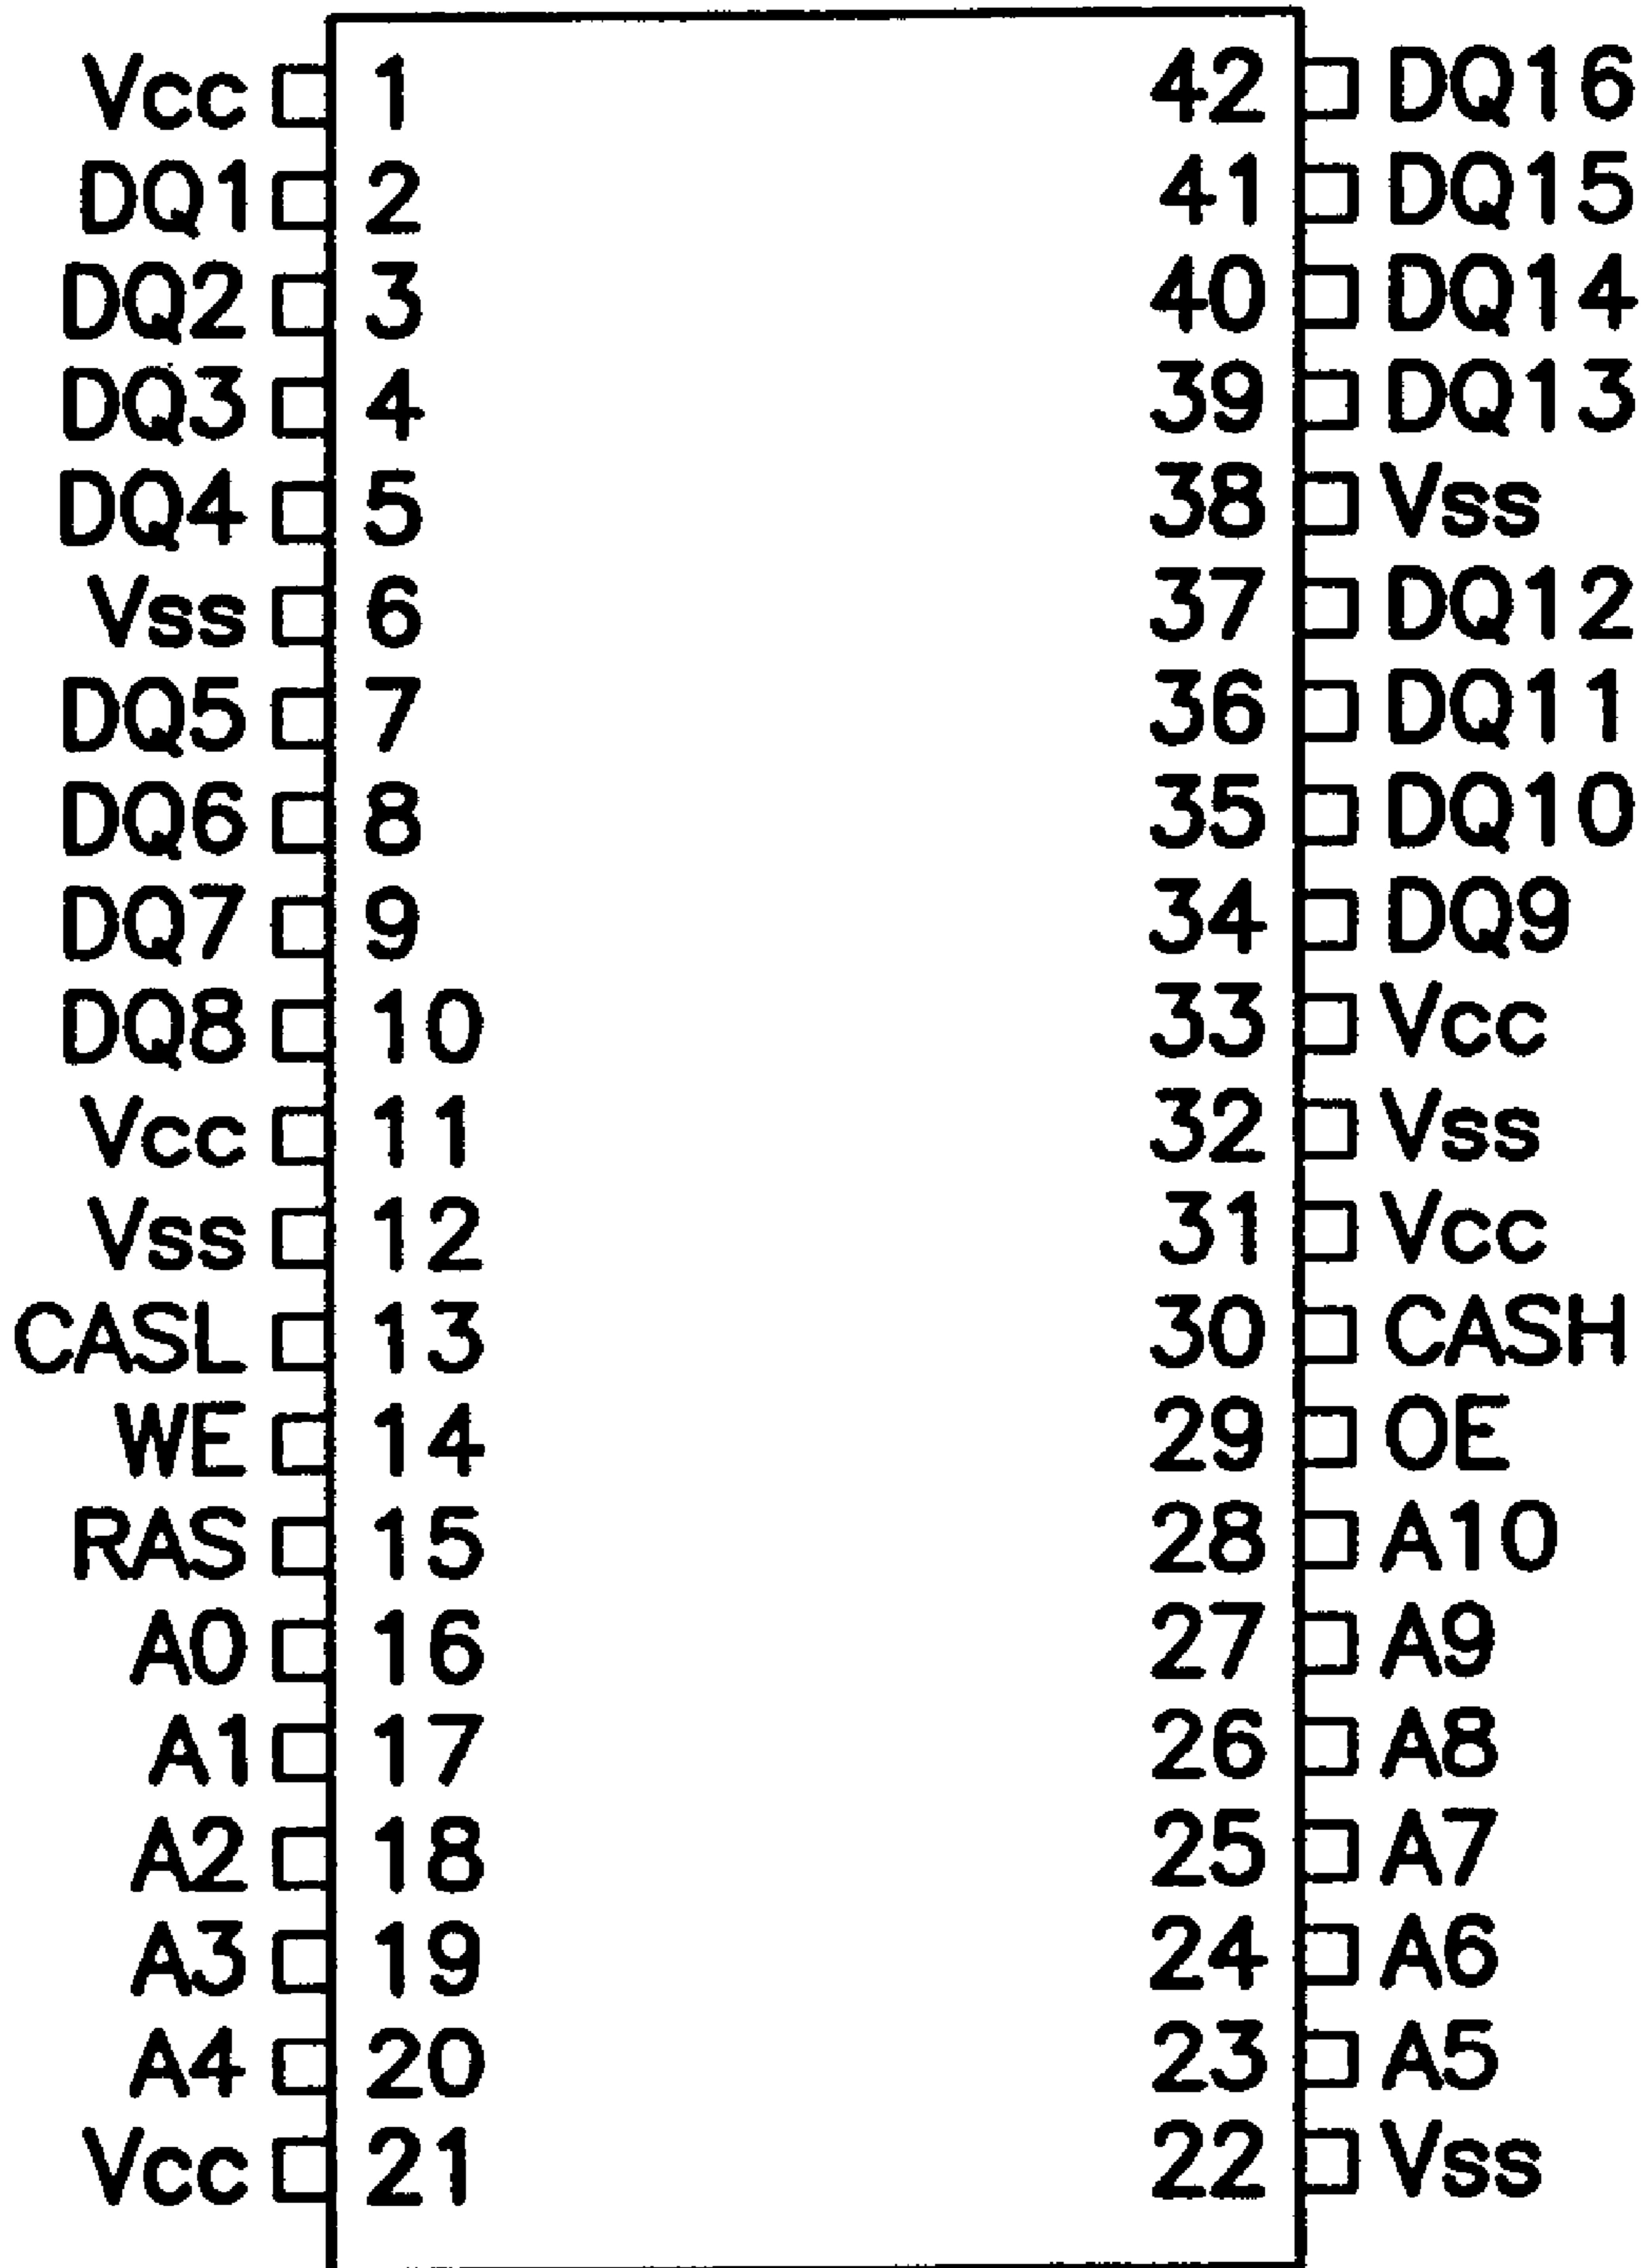 Vcc 1 42 DQ16
DQ1 2 41 DQ15
DQ2 3 40 DQ14
DQ3 4 39 DQ13
DQ4 5 38 Vss
Vss 6 37 DQ12
DQ5 7 36 DQ11
DQ6 8 35 DQ10
DQ7 9 34 DQ9
DQ8 10 33 Vcc
Vcc 11 32 Vss
Vss 12 31 Vcc
CASL 13 30 CASH
WE 14 29 OE
RAS 15 28 A10
A0 16 27 A9
A1 17 26 A8
A2 18 25 A7
A3 19 24 A6
A4 20 23 A5
Vcc 21 22 Vss